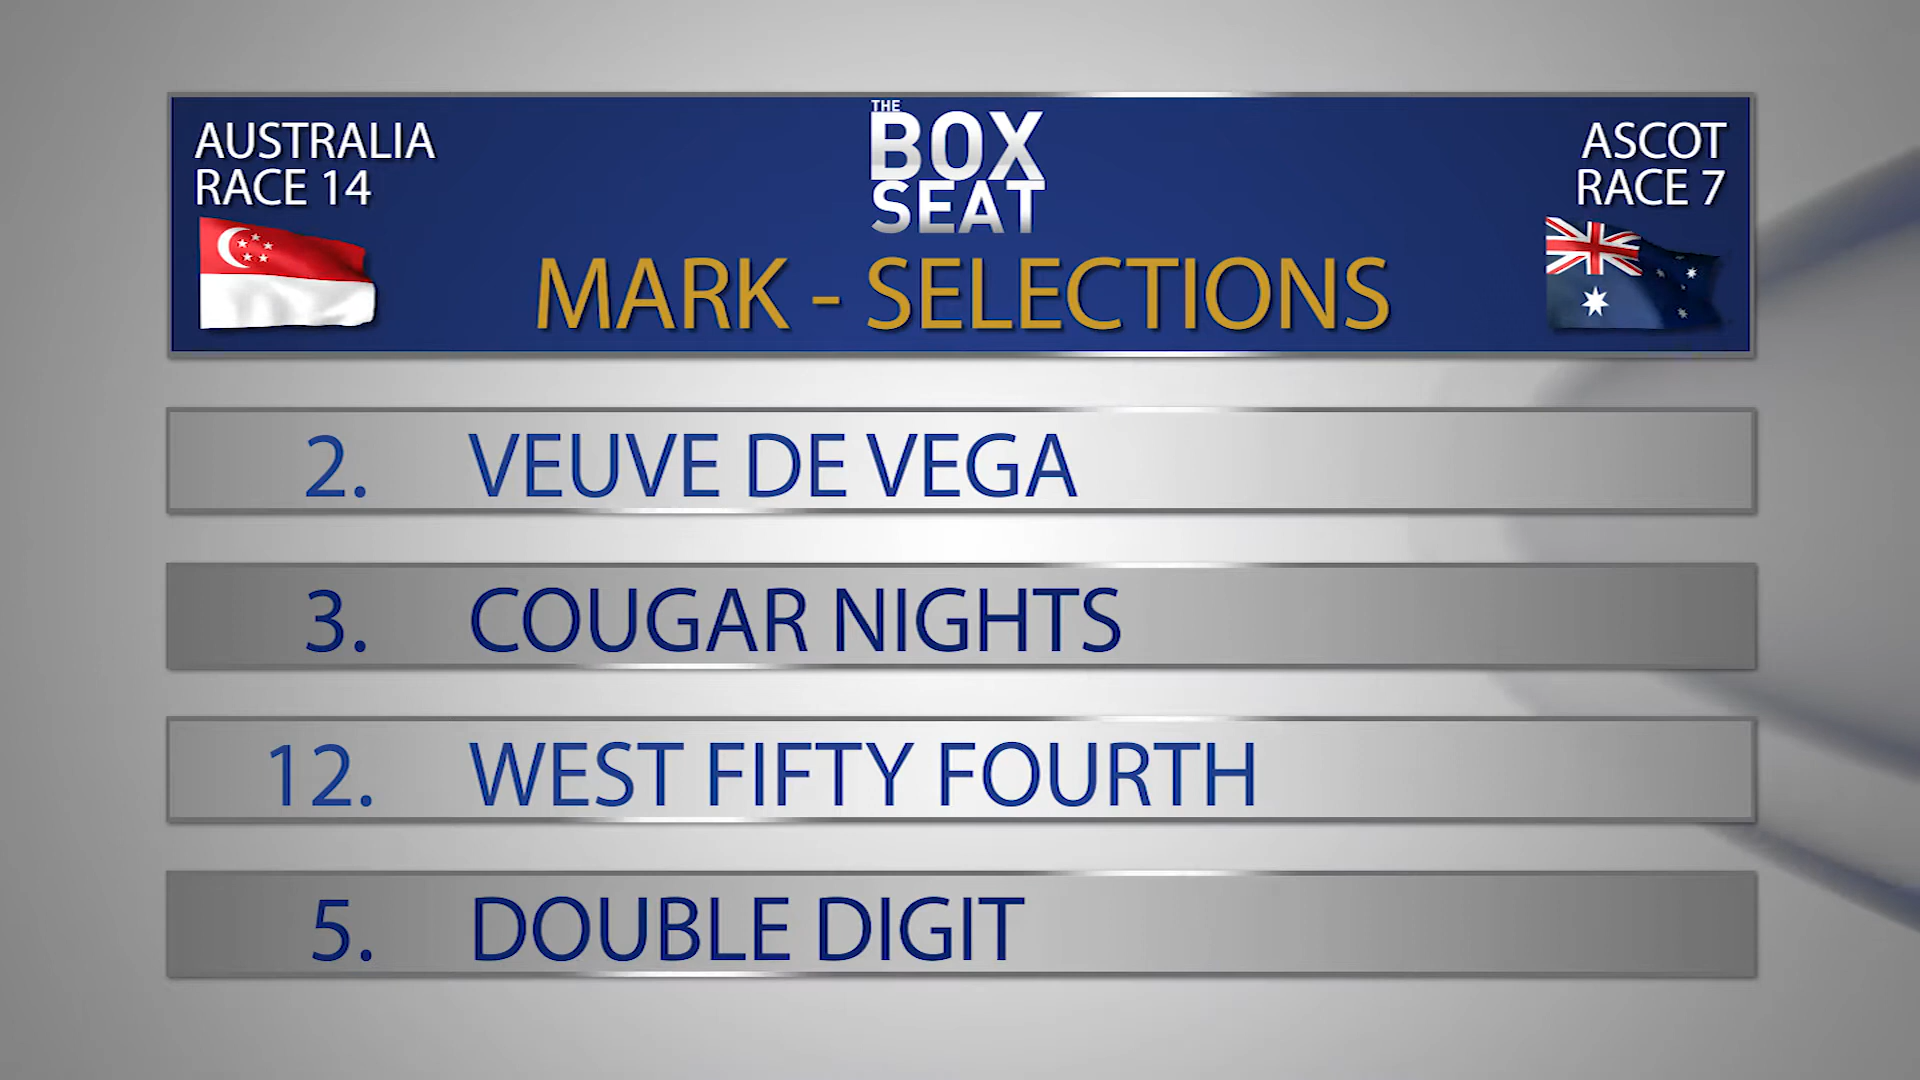 AUSTRALIA
RACE 14
THE
BOX
SEAT
ASCOT
RACE 7
MARK - SELECTIONS
2. VEUVE DE VEGA
3. COUGAR NIGHTS
12. WEST FIFTY FOURTH
5. DOUBLE DIGIT